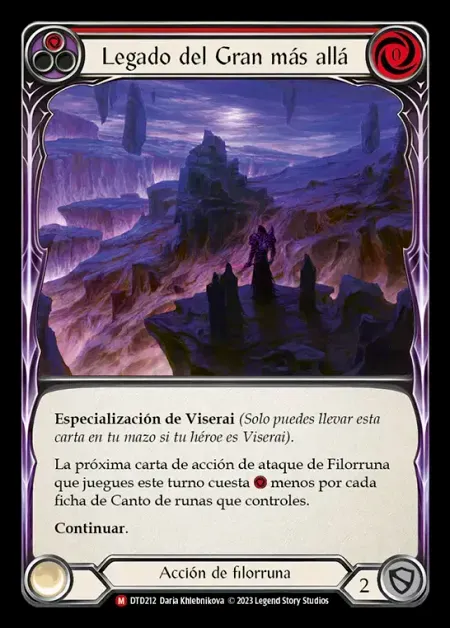 Legado del Gran más allá
0
Especialización de Viserai (Solo puedes llevar esta
carta en tu mazo si tu héroe es Viserai).
La próxima carta de acción de ataque de Filorruna
que juegues este turno cuesta menos por cada
ficha de Canto de runas que controles.
Continuar.
Acción de filorruna
2
M DTD212 Daria Khlebnikova © 2023 Legend Story Studios